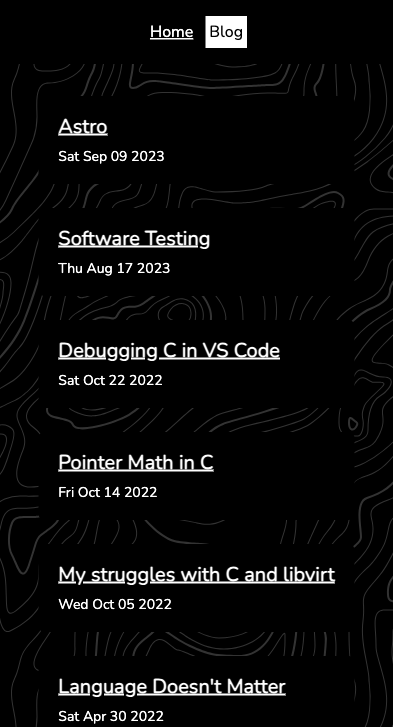 Home Blog
Astro
Sat Sep 09 2023
Software Testing
Thu Aug 17 2023
Debugging C in VS Code
Sat Oct 22 2022
Pointer Math in C
Fri Oct 14 2022
My struggles with C and libvirt
Wed Oct 05 2022
Language Doesn't Matter
Sat Apr 30 2022